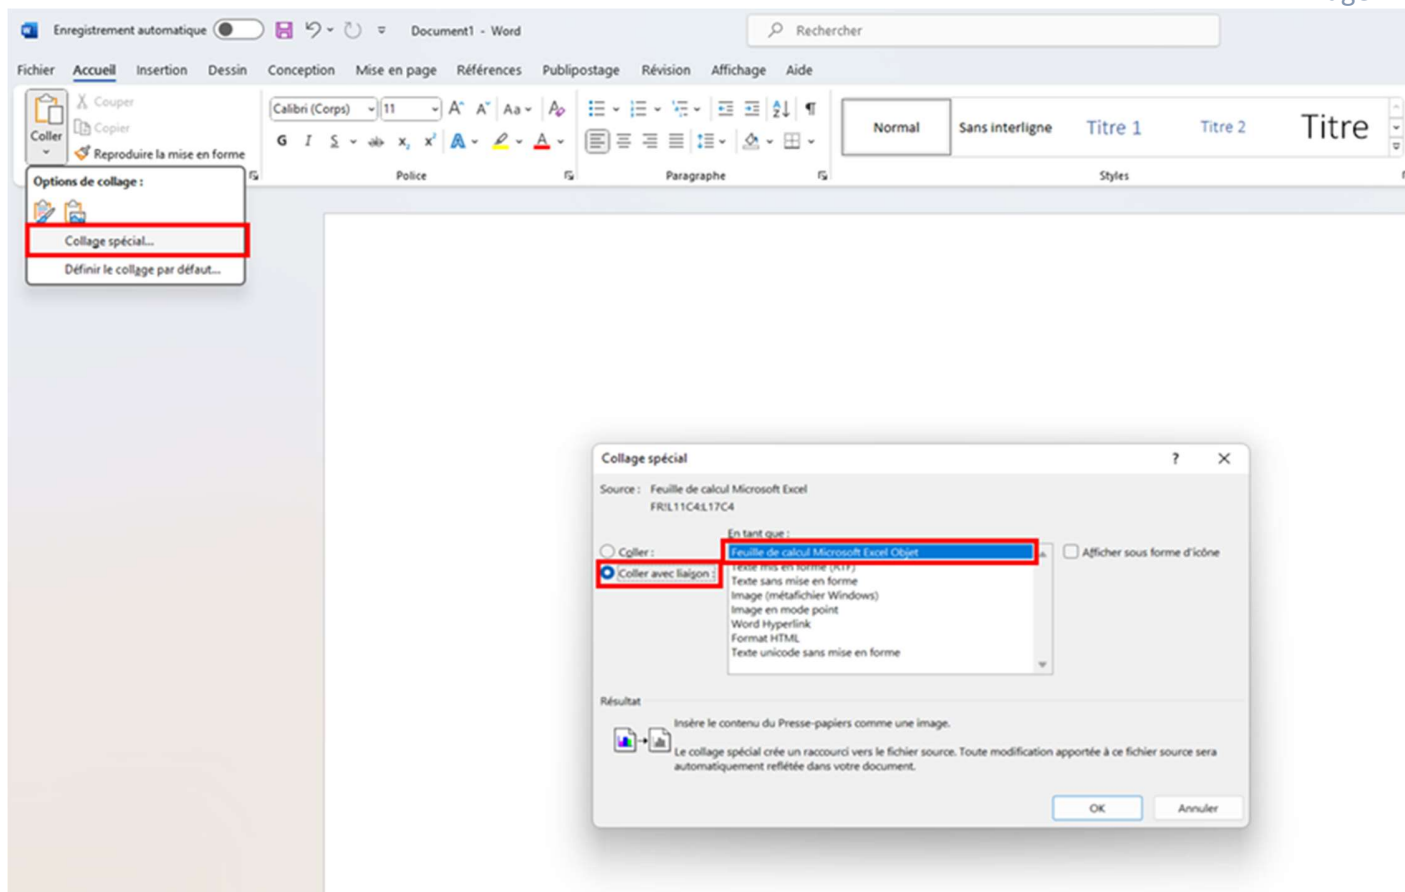 Enregistrement automatique
Document1 - Word
Rechercher
Fichier Accueil Insertion Dessin Conception Mise en page Références Publipostage Révision Affichage Aide
Coller
Couper
Copier
Reproduire la mise en forme
Calibri (Corps) 11
Normal Sans interligne Titre 1 Titre 2 Titre
Police Paragraphe Styles
Options de collage :
Collage spécial...
Définir le collage par défaut...
Collage spécial
Source : Feuille de calcul Microsoft Excel
FR!L11C4:L17C4
En tant que :
Coller :
Coller avec liaison :
Feuille de calcul Microsoft Excel Objet
Texte mis en forme (RTF)
Texte sans mise en forme
Image (métafichier Windows)
Image en mode point
Word Hyperlink
Format HTML
Texte unicode sans mise en forme
Afficher sous forme d'icône
Résultat
Insère le contenu du Presse-papiers comme une image.
Le collage spécial crée un raccourci vers le fichier source. Toute modification apportée à ce fichier source sera
automatiquement reflétée dans votre document.
OK Annuler